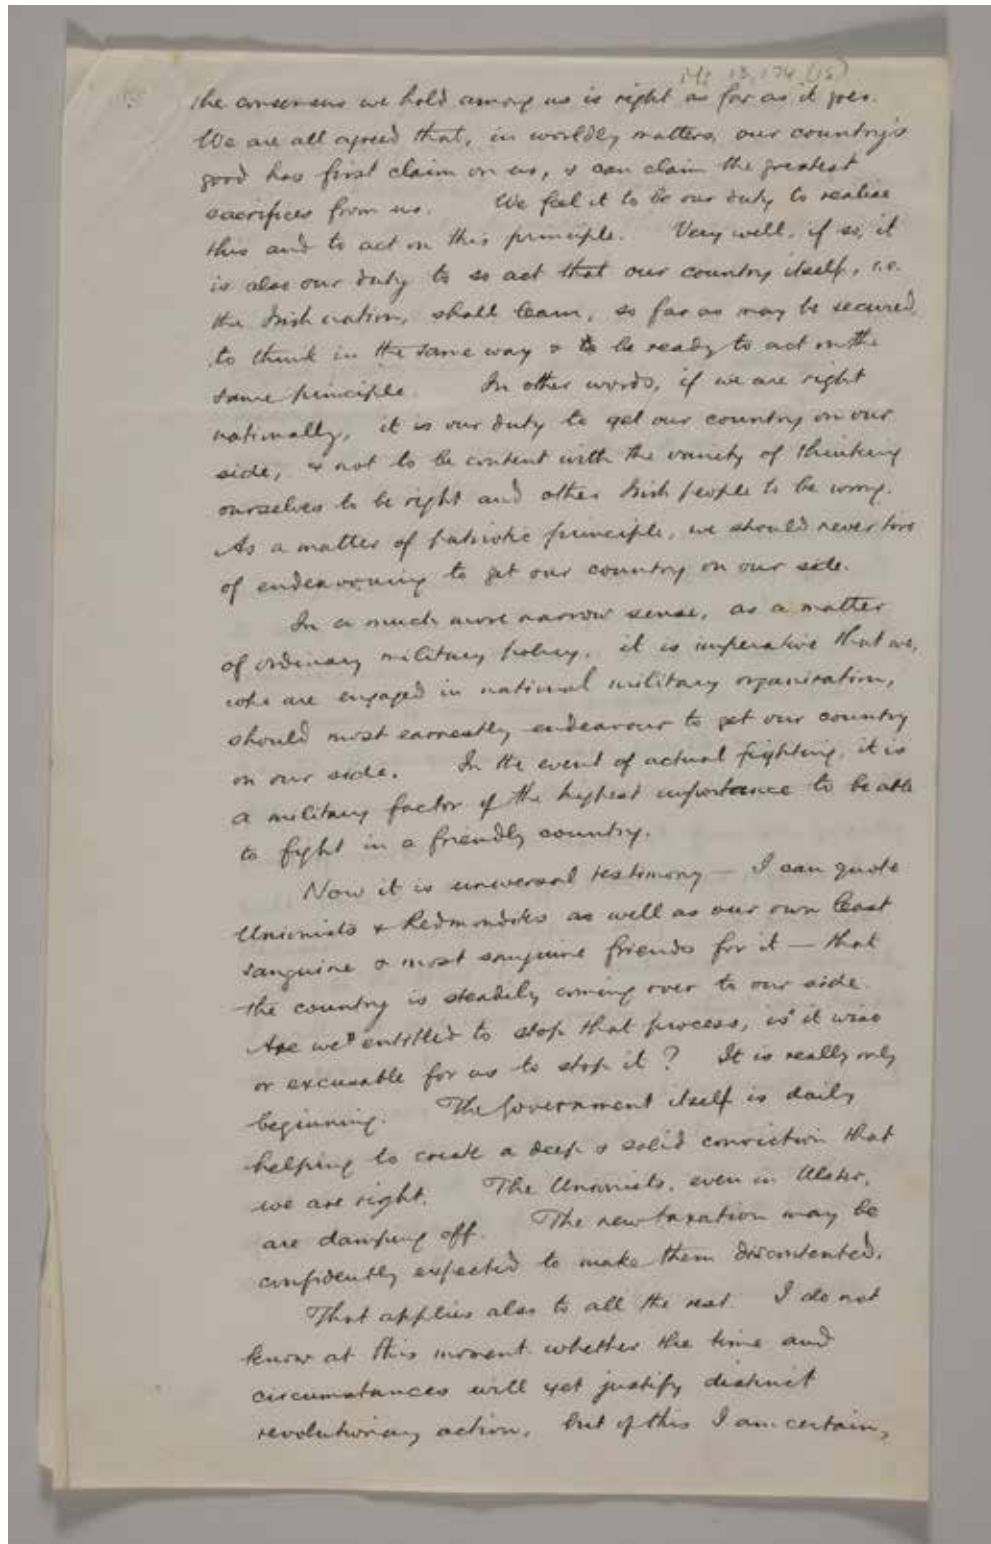 Ms 13,174 (15)
the consensus we hold among us is right as far as it goes.
We are all agreed that, in worldly matters, our country's
good has first claim on us, & can claim the greatest
sacrifices from us. We feel it to be our duty to realise
this and to act on this principle. Very well, if so, it
is also our duty to so act that our country itself, i.e.
the Irish nation, shall learn, so far as may be secured,
to think in the same way & to be ready to act on the
same principle. In other words, if we are right
nationally, it is our duty to get our country on our
side, & not to be content with the vanity of thinking
ourselves to be right and other Irish people to be wrong.
As a matter of patriotic principle, we should never tire
of endeavouring to get our country on our side.
In a much more narrow sense, as a matter
of ordinary military policy, it is imperative that we,
who are engaged in national military organisation,
should most earnestly endeavour to get our country
on our side. In the event of actual fighting, it is
a military factor of the highest importance to be able
to fight in a friendly country.
Now it is universal testimony — I can quote
Unionists & Redmondites as well as our own least
sanguine & most sanguine friends for it — that
the country is steadily coming over to our side.
Are we entitled to stop that process, is it wise
or excusable for us to stop it? It is really only
beginning. The Government itself is daily
helping to create a deep & solid conviction that
we are right. The Unionists, even in Ulster,
are damping off. The new taxation may be
confidently expected to make them discontented.
That applies also to all the rest. I do not
know at this moment whether the time and
circumstances will yet justify distinct
revolutionary action, but of this I am certain,